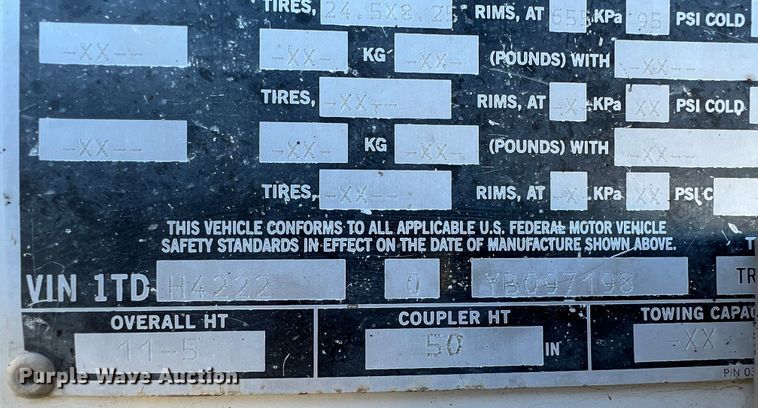 TIRES, 24.5X8.25 RIMS, AT 655 KPa 95 PSI COLD
-XX-- -XX- KG -XX-- (POUNDS) WITH -XX---
TIRES, -XX-- RIMS, AT -X KPa XX PSI COLD
-XX-- -XX- KG -XX-- (POUNDS) WITH -XX---
TIRES, -XX-- RIMS, AT -X KPa XX PSI C
THIS VEHICLE CONFORMS TO ALL APPLICABLE U.S. FEDERAL MOTOR VEHICLE
SAFETY STANDARDS IN EFFECT ON THE DATE OF MANUFACTURE SHOWN ABOVE.
VIN 1TD H4222 0 YB097198 TR
OVERALL HT COUPLER HT TOWING CAPAC
11-5 50 IN -XX-
Purple Wave Auction
P/N 03